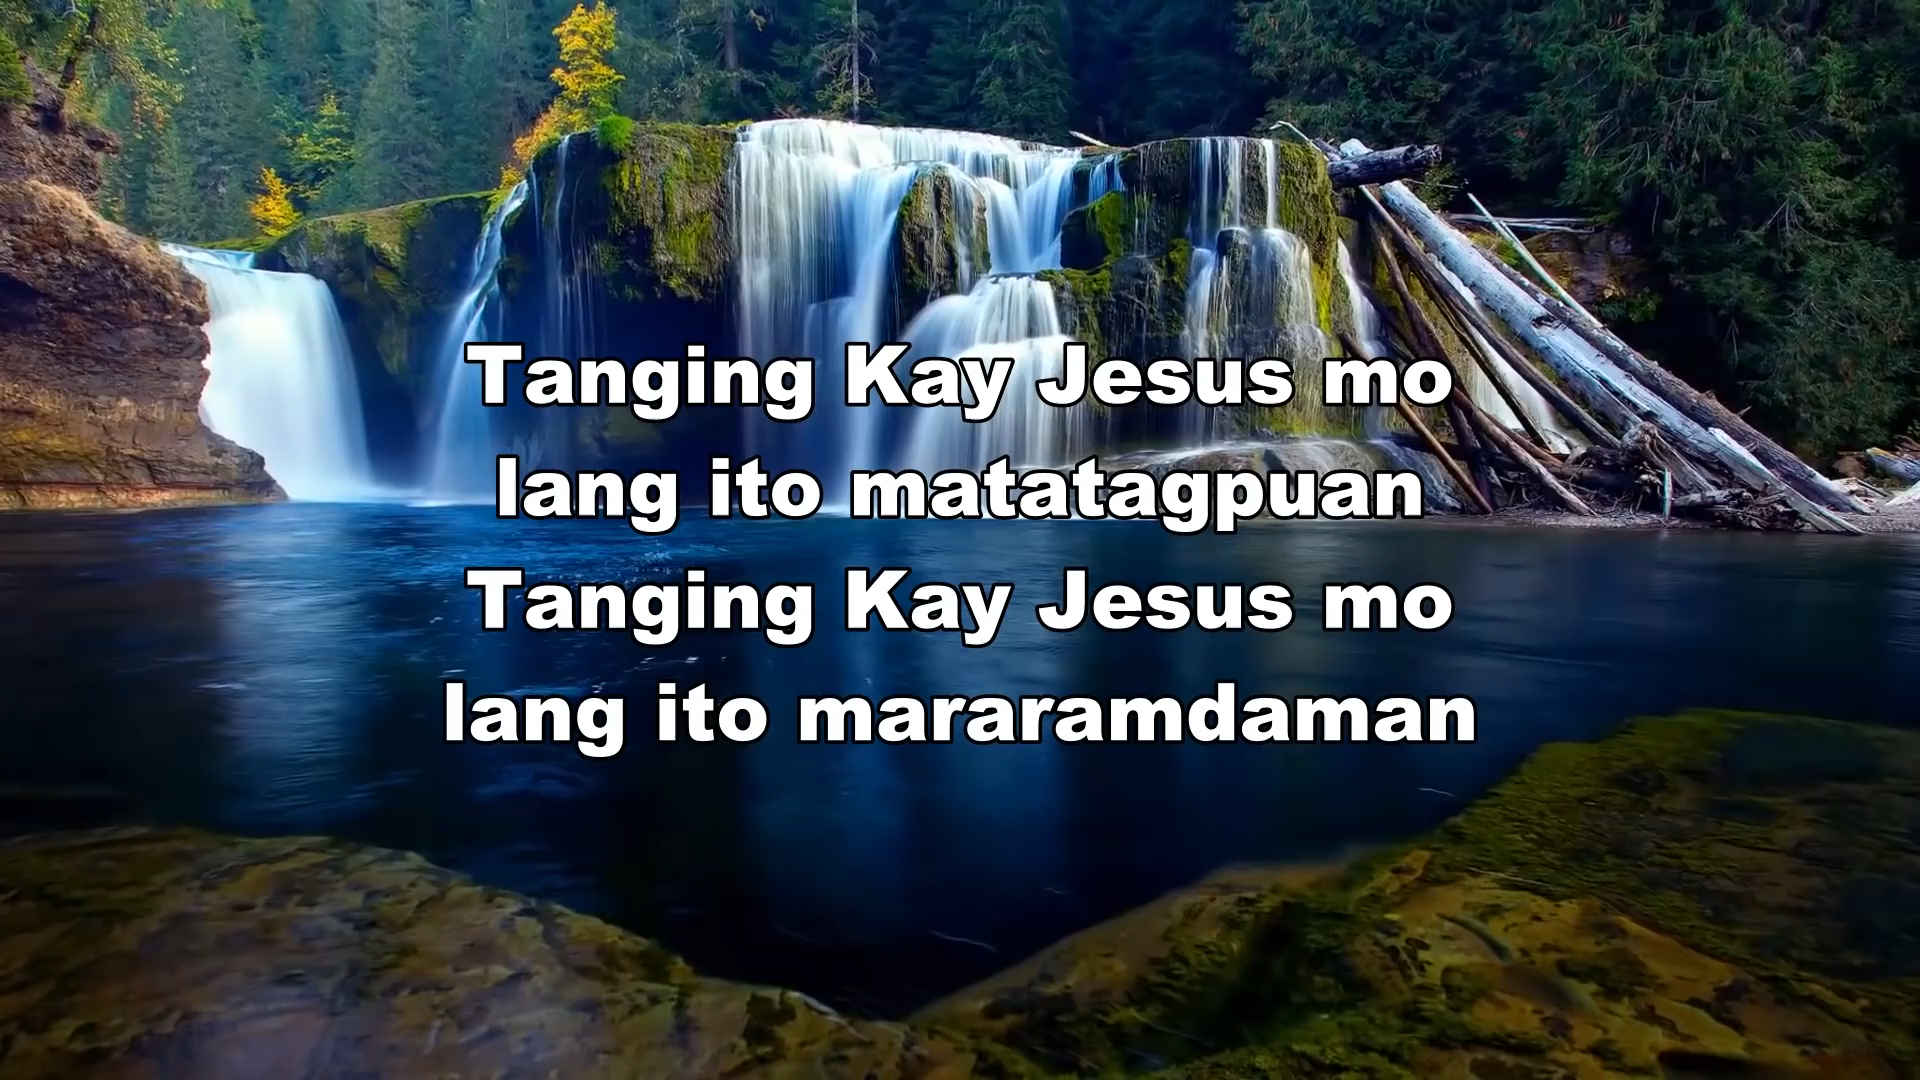 Tanging Kay Jesus mo
lang ito matatagpuan
Tanging Kay Jesus mo
lang ito mararamdaman